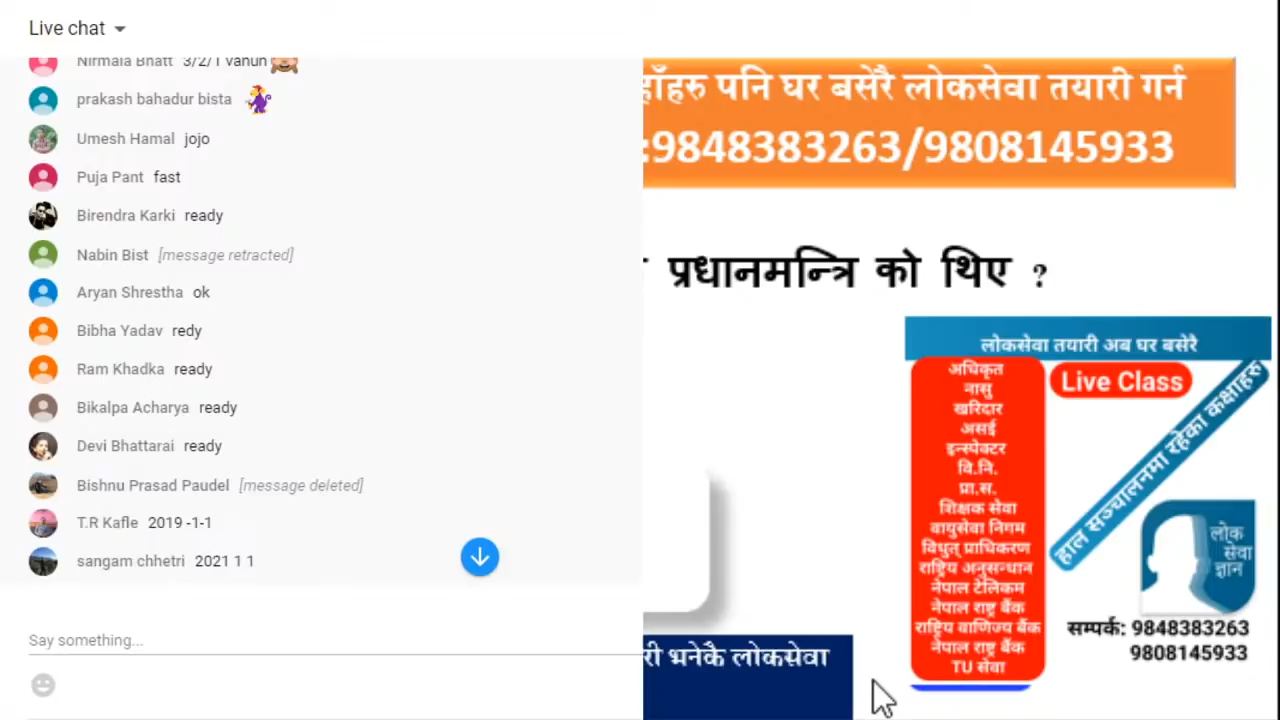 Live chat
Nirmala Bhatt 3/2/1 vanun
prakash bahadur bista
Umesh Hamal jojo
Puja Pant fast
Birendra Karki ready
Nabin Bist [message retracted]
Aryan Shrestha ok
Bibha Yadav redy
Ram Khadka ready
Bikalpa Acharya ready
Devi Bhattarai ready
Bishnu Prasad Paudel [message deleted]
T.R Kafle 2019 -1-1
sangam chhetri 2021 1 1
Say something...
पनि घर बसेरै लोकसेवा तयारी गर्न
:9848383263/9808145933
प्रधानमन्त्रि को थिए ?
लोकसेवा तयारी अब घर बसेरै
अधिकृत
नासु
खरिदार
असई
इन्स्पेक्टर
वि.नि.
प्रा.स.
शिक्षक सेवा
वायुसेवा निगम
विधुत् प्राधिकरण
राष्ट्रिय अनुसन्धान
नेपाल टेलिकम
नेपाल राष्ट्र बैंक
राष्ट्रिय वाणिज्य बैंक
नेपाल राष्ट्र बैंक
TU सेवा
Live Class
हाल सञ्चालनमा रहेका कक्षाहरु
लोक
सेवा
ज्ञान
सम्पर्क: 9848383263
9808145933
भनेकै लोकसेवा